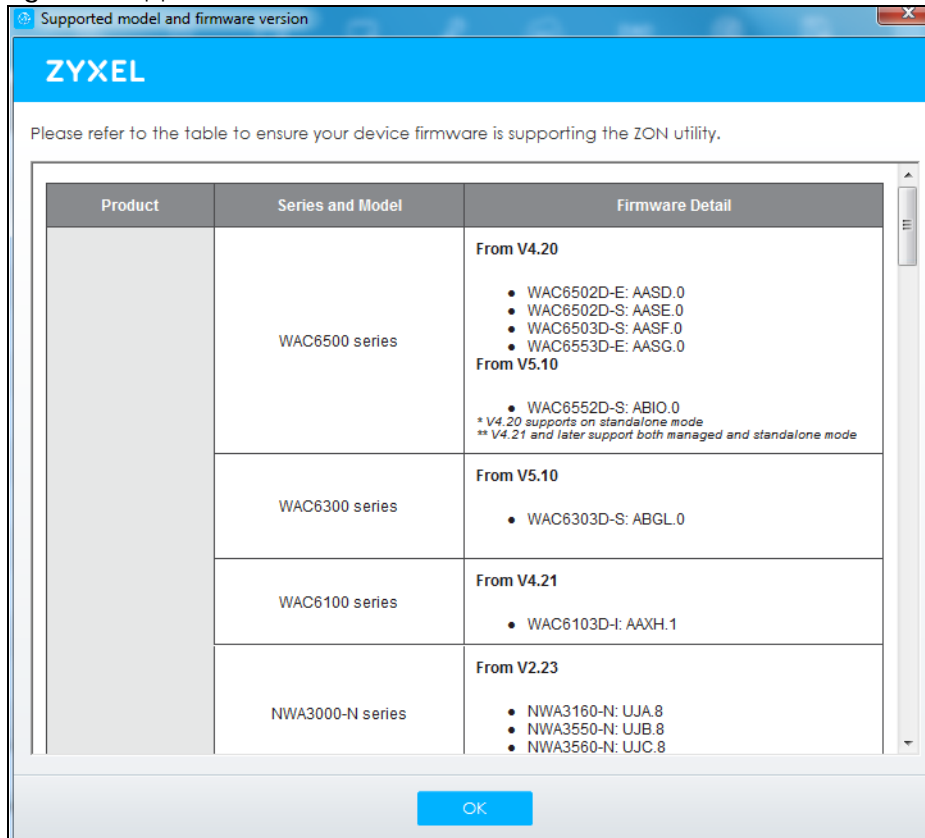 Supported model and firmware version
ZYXEL
Please refer to the table to ensure your device firmware is supporting the ZON utility.
Product
Series and Model
Firmware Detail
WAC6500 series
From V4.20
• WAC6502D-E: AASD.0
• WAC6502D-S: AASE.0
• WAC6503D-S: AASF.0
• WAC6553D-E: AASG.0
From V5.10
• WAC6552D-S: ABIO.0
* V4.20 supports on standalone mode
** V4.21 and later support both managed and standalone mode
WAC6300 series
From V5.10
• WAC6303D-S: ABGL.0
WAC6100 series
From V4.21
• WAC6103D-I: AAXH.1
NWA3000-N series
From V2.23
• NWA3160-N: UJA.8
• NWA3550-N: UJB.8
• NWA3560-N: UJC.8
OK